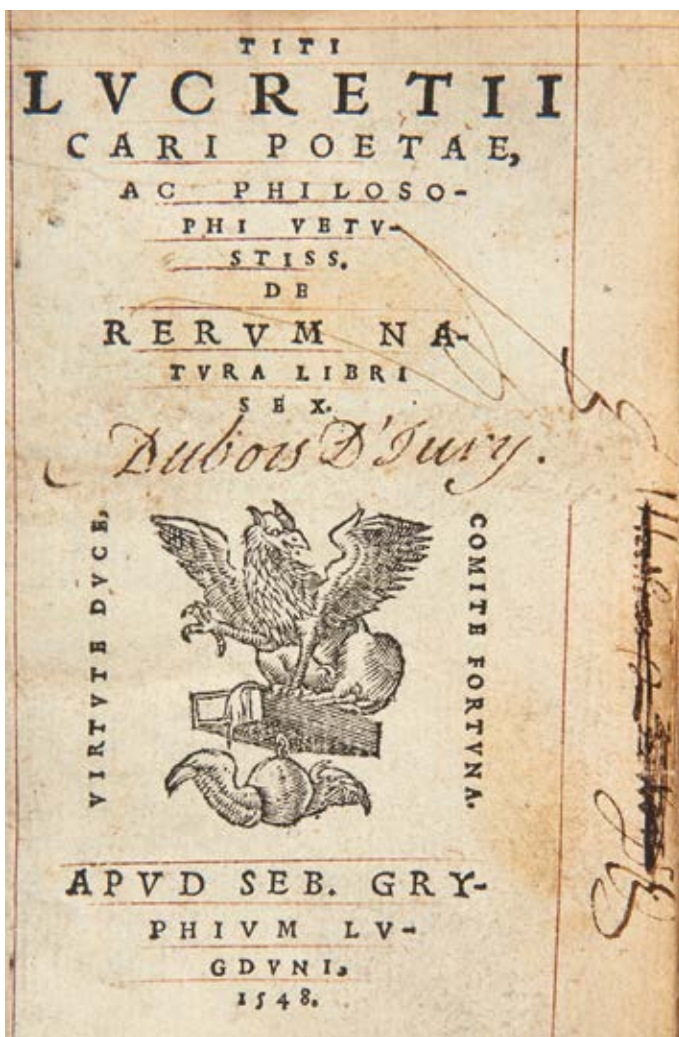 TITI
LVCRETII
CARI POETAE,
AC PHILOSO-
PHI VETV-
STISS.
DE
RERVM NA-
TVRA LIBRI
SEX.
Dubois D'Jury.
VIRTVTE DVCE,
COMITE FORTVNA.
APVD SEB. GRY-
PHIVM LV-
GDVNI,
1548.